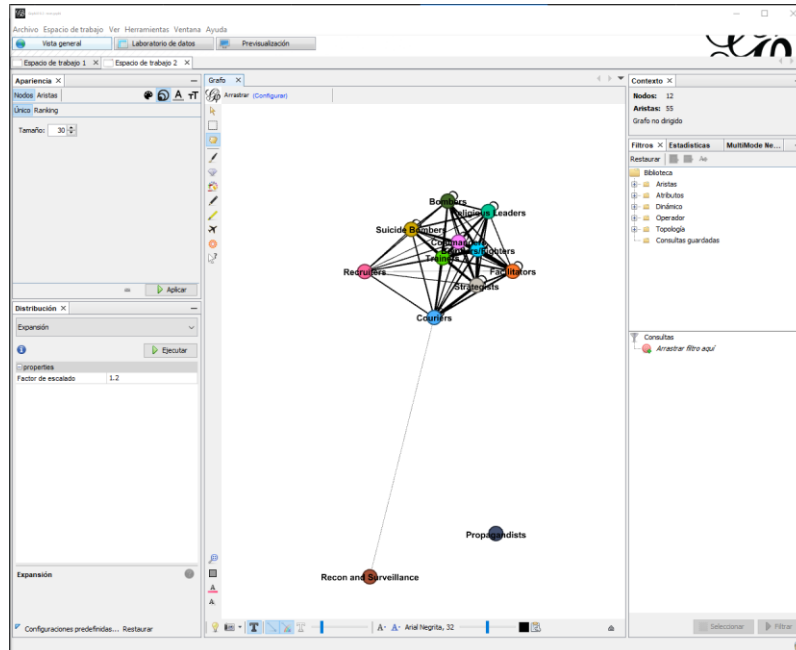 Archivo Espacio de trabajo Ver Herramientas Ventana Ayuda
Vista general Laboratorio de datos Previsualización
Espacio de trabajo 1 X Espacio de trabajo 2 X
Apariencia X
Nodos Aristas
Único Ranking
Tamaño: 30
Aplicar
Distribución X
Expansión
Ejecutar
properties
Factor de escalado 1.2
Expansión
Configuraciones predefinidas... Restaurar
Grafo X
Arrastrar (Configurar)
Bombers
Religious Leaders
Suicide Bombers
Trainers
Recruiters
Facilitators
Strategists
Couriers
Propagandists
Recon and Surveillance
A- A- Arial Negrita, 32
Contexto X
Nodos: 12
Aristas: 55
Grafo no dirigido
Filtros X Estadísticas MultiMode Ne...
Restaurar
Biblioteca
Aristas
Atributos
Dinámico
Operador
Topología
Consultas guardadas
Consultas
Arrastrar filtro aquí
Seleccionar Filtrar